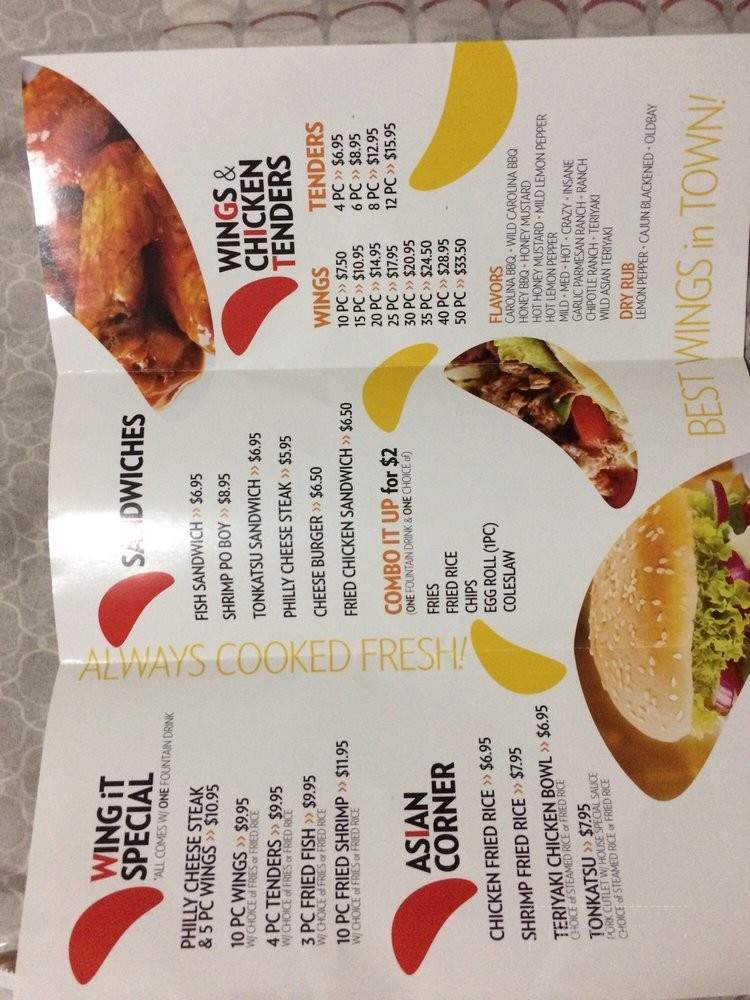 WING iT
SPECIAL
*ALL COMES W/ ONE FOUNTAIN DRINK
PHILLY CHEESE STEAK
& 5 PC WINGS >> $10.95
10 PC WINGS >> $9.95
W/ CHOICE of FRIES or FRIED RICE
4 PC TENDERS >> $9.95
W/ CHOICE of FRIES or FRIED RICE
3 PC FRIED FISH >> $9.95
W/ CHOICE of FRIES or FRIED RICE
10 PC FRIED SHRIMP >> $11.95
W/ CHOICE of FRIES or FRIED RICE
ASIAN
CORNER
CHICKEN FRIED RICE >> $6.95
SHRIMP FRIED RICE >> $7.95
TERIYAKI CHICKEN BOWL >> $6.95
CHOICE of STEAMED RICE or FRIED RICE
TONKATSU >> $7.95
PORK CUTLET W/ HOUSE SPECIAL SAUCE
CHOICE of STEAMED RICE or FRIED RICE
ALWAYS COOKED FRESH!
SANDWICHES
FISH SANDWICH >> $6.95
SHRIMP PO BOY >> $8.95
TONKATSU SANDWICH >> $6.95
PHILLY CHEESE STEAK >> $5.95
CHEESE BURGER >> $6.50
FRIED CHICKEN SANDWICH >> $6.50
COMBO IT UP for $2
(ONE FOUNTAIN DRINK & ONE CHOICE of)
FRIES
FRIED RICE
CHIPS
EGG ROLL (1PC)
COLESLAW
WINGS &
CHICKEN
TENDERS
WINGS
10 PC >> $7.50
15 PC >> $10.95
20 PC >> $14.95
25 PC >> $17.95
30 PC >> $20.95
35 PC >> $24.50
40 PC >> $28.95
50 PC >> $33.50
TENDERS
4 PC >> $6.95
6 PC >> $8.95
8 PC >> $12.95
12 PC >> $15.95
FLAVORS
CAROLINA BBQ • WILD CAROLINA BBQ
HONEY BBQ • HONEY MUSTARD
HOT HONEY MUSTARD • MILD LEMON PEPPER
HOT LEMON PEPPER
MILD • MED • HOT • CRAZY • INSANE
GARLIC PARMESAN RANCH • RANCH
CHIPOTLE RANCH • TERIYAKI
WILD ASIAN TERIYAKI
DRY RUB
LEMON PEPPER • CAJUN BLACKENED • OLDBAY
BEST WINGS in TOWN!